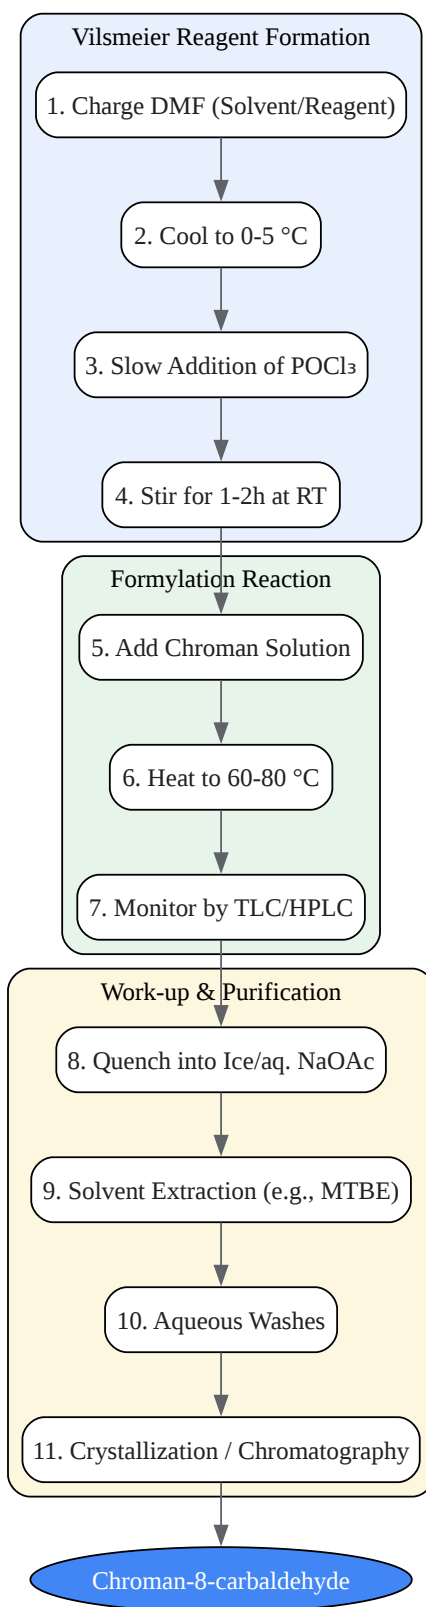 Vilsmeier Reagent Formation
1. Charge DMF (Solvent/Reagent)
2. Cool to 0-5 °C
3. Slow Addition of POCl₃
4. Stir for 1-2h at RT
Formylation Reaction
5. Add Chroman Solution
6. Heat to 60-80 °C
7. Monitor by TLC/HPLC
Work-up & Purification
8. Quench into Ice/aq. NaOAc
9. Solvent Extraction (e.g., MTBE)
10. Aqueous Washes
11. Crystallization / Chromatography
Chroman-8-carbaldehyde